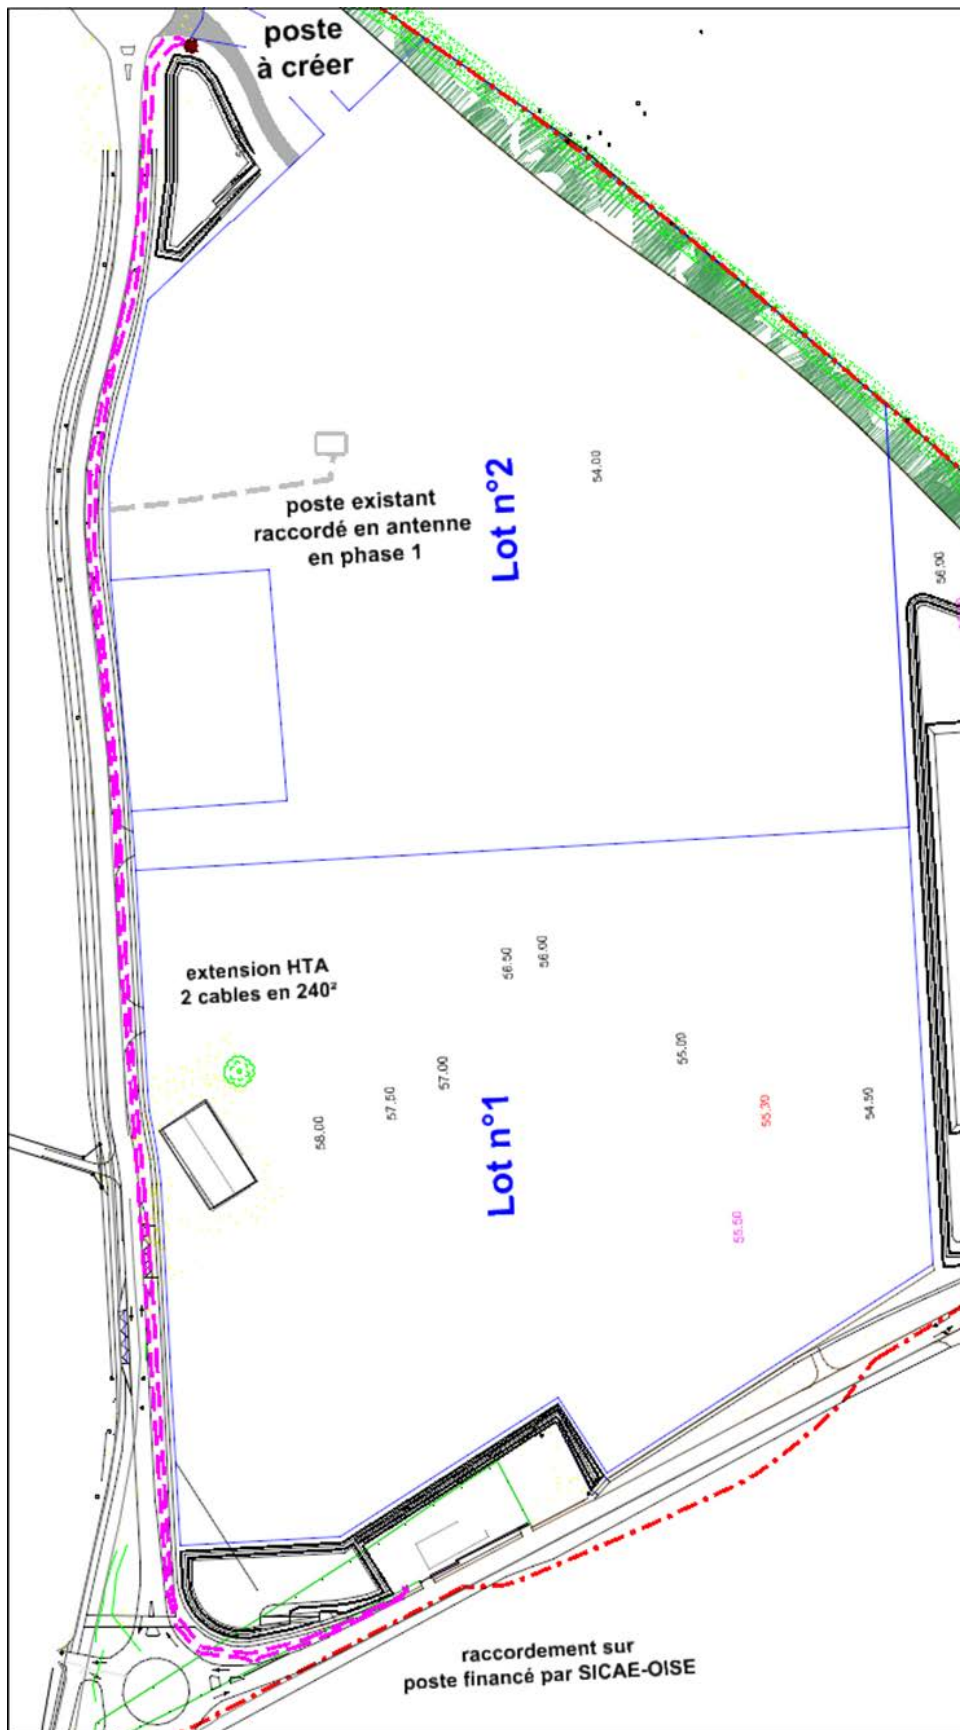 poste
à créer
poste existant
raccordé en antenne
en phase 1
Lot n°2
54.00
56.00
extension HTA
2 cables en 240²
56.50
56.00
58.00
57.50
57.00
Lot n°1
55.00
55.30
54.50
55.50
raccordement sur
poste financé par SICAE-OISE